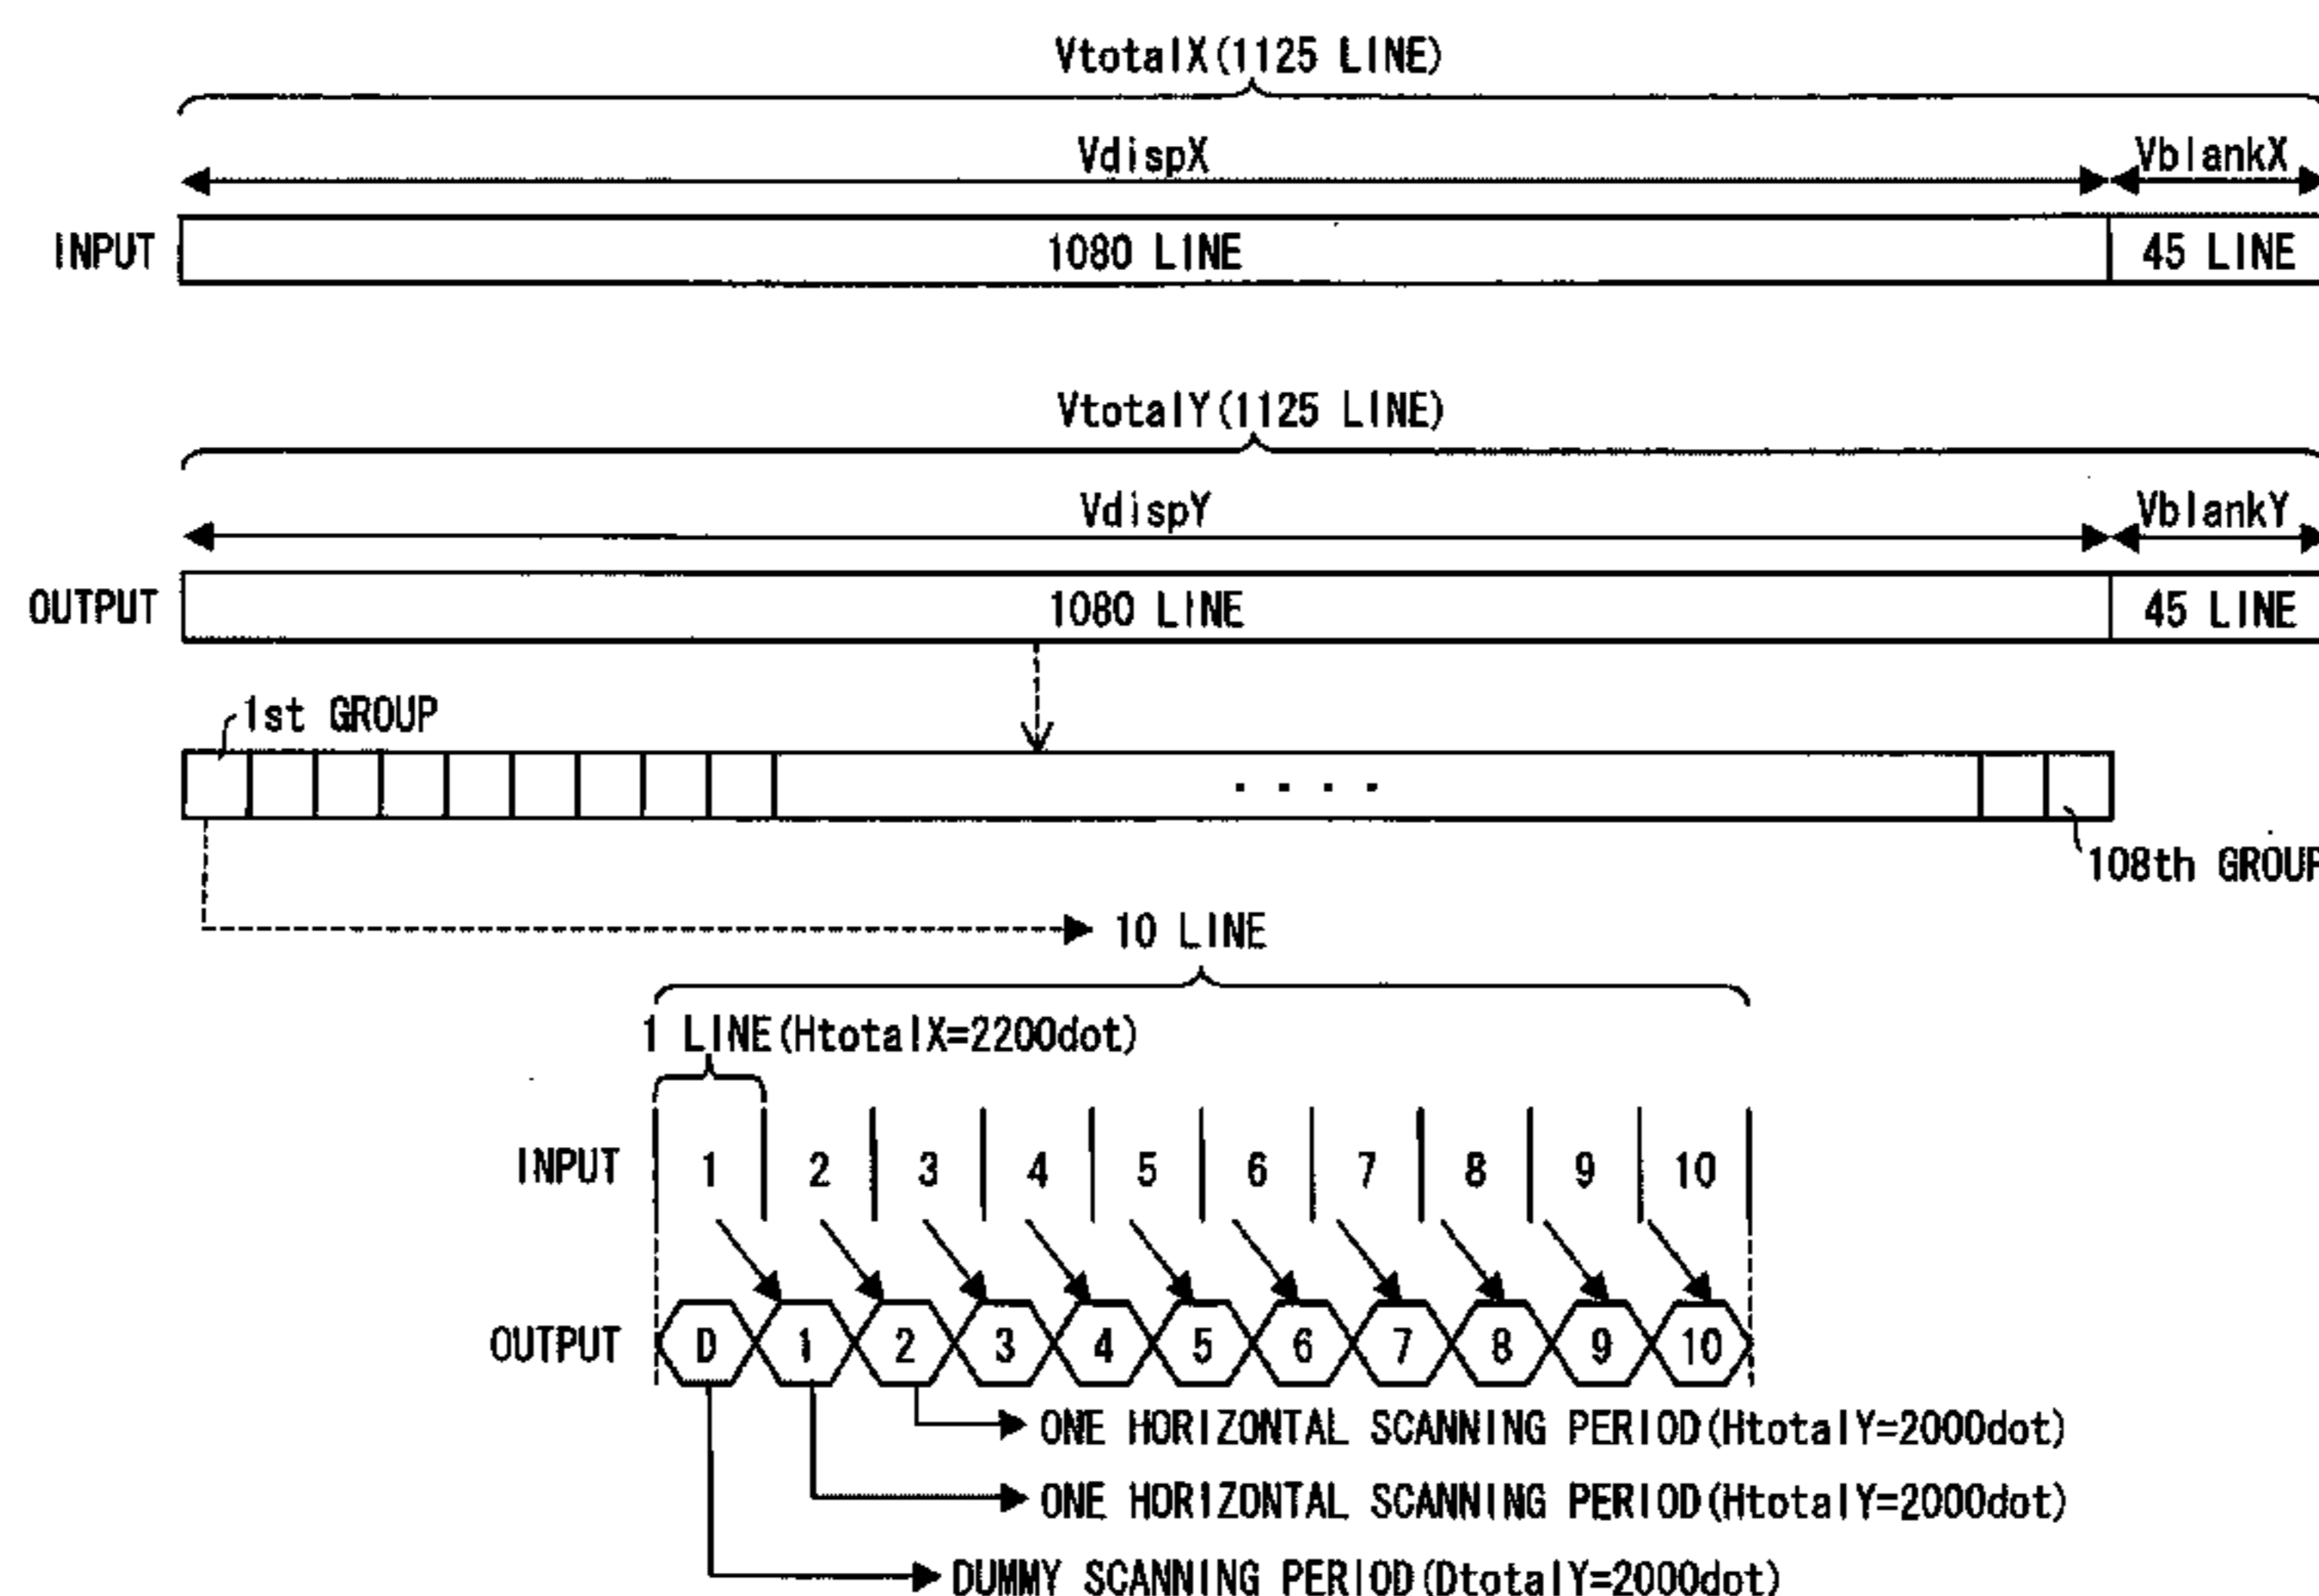 VtotalX(1125 LINE)
VdispX VblankX
INPUT 1080 LINE 45 LINE
VtotalY(1125 LINE)
VdispY VblankY
OUTPUT 1080 LINE 45 LINE
1st GROUP
. . . .
108th GROUP
10 LINE
1 LINE(HtotalX=2200dot)
INPUT 1 2 3 4 5 6 7 8 9 10
OUTPUT D 1 2 3 4 5 6 7 8 9 10
ONE HORIZONTAL SCANNING PERIOD(HtotalY=2000dot)
ONE HORIZONTAL SCANNING PERIOD(HtotalY=2000dot)
DUMMY SCANNING PERIOD(DtotalY=2000dot)